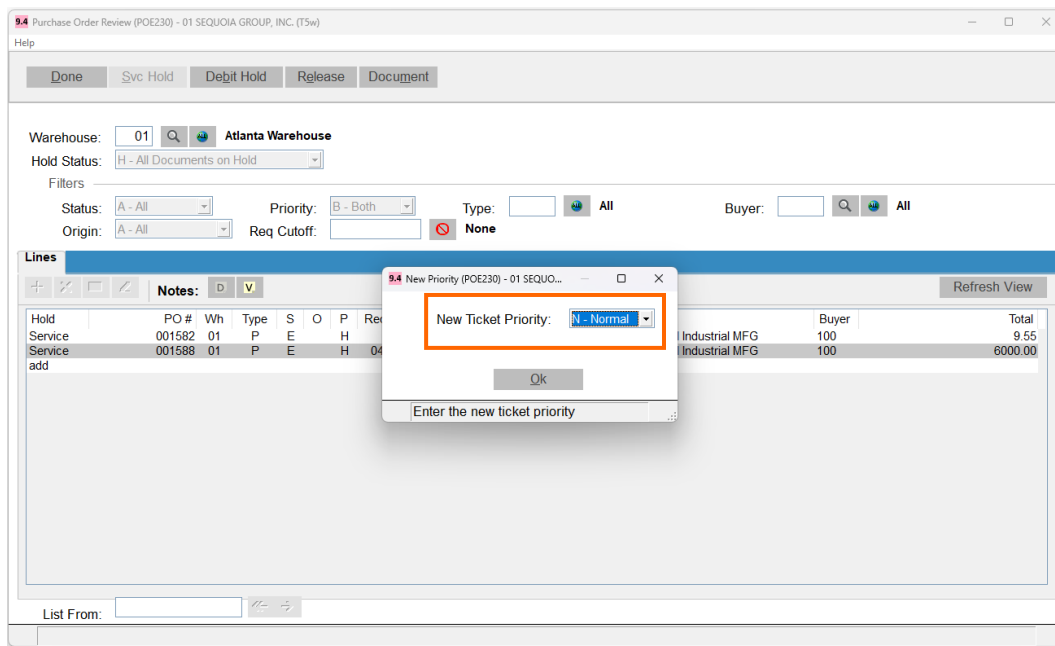 9.4 Purchase Order Review (POE230) - 01 SEQUOIA GROUP, INC. (T5w)
Help
Done Svc Hold Debit Hold Release Document
Warehouse: 01 Atlanta Warehouse
Hold Status: H - All Documents on Hold
Filters
Status: A - All Priority: B - Both Type: All Buyer: All
Origin: A - All Req Cutoff: None
Lines
9.4 New Priority (POE230) - 01 SEQUO...
Notes: D V Refresh View
New Ticket Priority: N - Normal
Hold PO # Wh Type S O P Buyer Total
Service 001582 01 P E H Industrial MFG 100 9.55
Service 001588 01 P E H 04 Industrial MFG 100 6000.00
add
Ok
Enter the new ticket priority
List From: